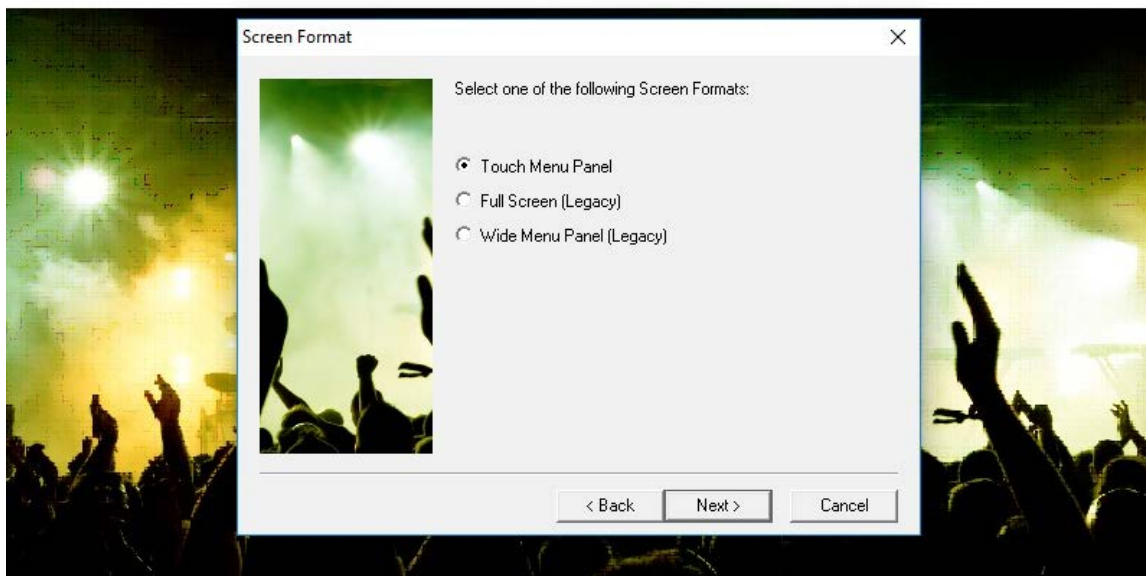 Screen Format
Select one of the following Screen Formats:
Touch Menu Panel
Full Screen (Legacy)
Wide Menu Panel (Legacy)
< Back
Next >
Cancel